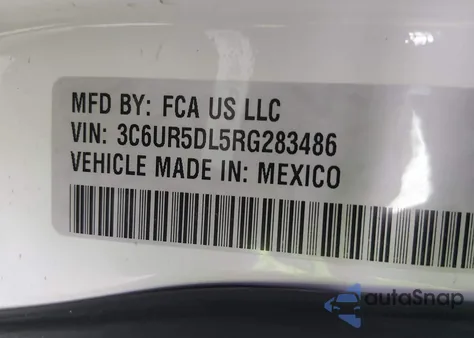 MFD BY: FCA US LLC
VIN: 3C6UR5DL5RG283486
VEHICLE MADE IN: MEXICO
autoSnap